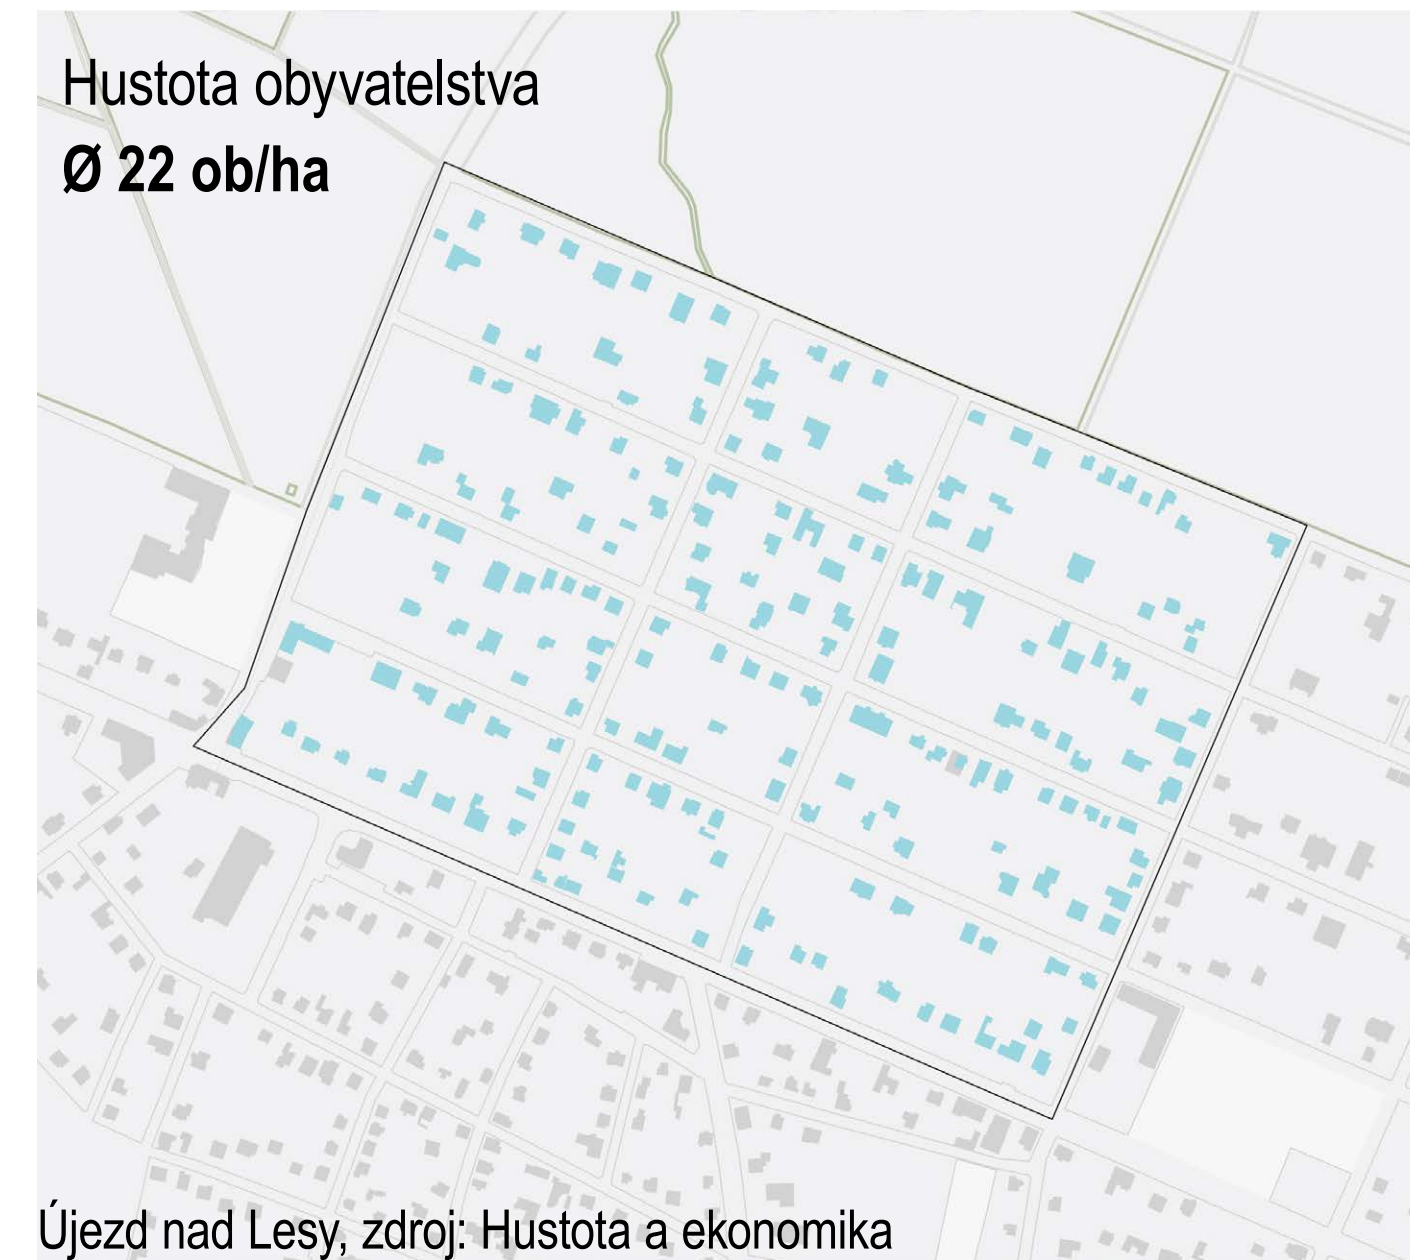 Hustota obyvatelstva
Ø 22 ob/ha
Újezd nad Lesy, zdroj: Hustota a ekonomika